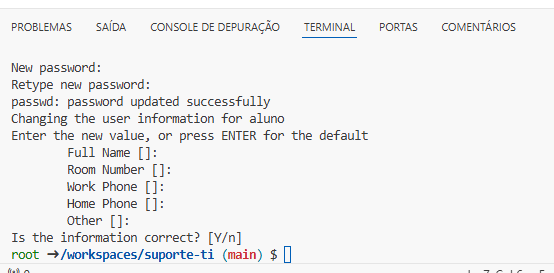 PROBLEMAS SAÍDA CONSOLE DE DEPURAÇÃO TERMINAL PORTAS COMENTÁRIOS
New password:
Retype new password:
passwd: password updated successfully
Changing the user information for aluno
Enter the new value, or press ENTER for the default
Full Name []:
Room Number []:
Work Phone []:
Home Phone []:
Other []:
Is the information correct? [Y/n]
root ➜/workspaces/suporte-ti (main) $